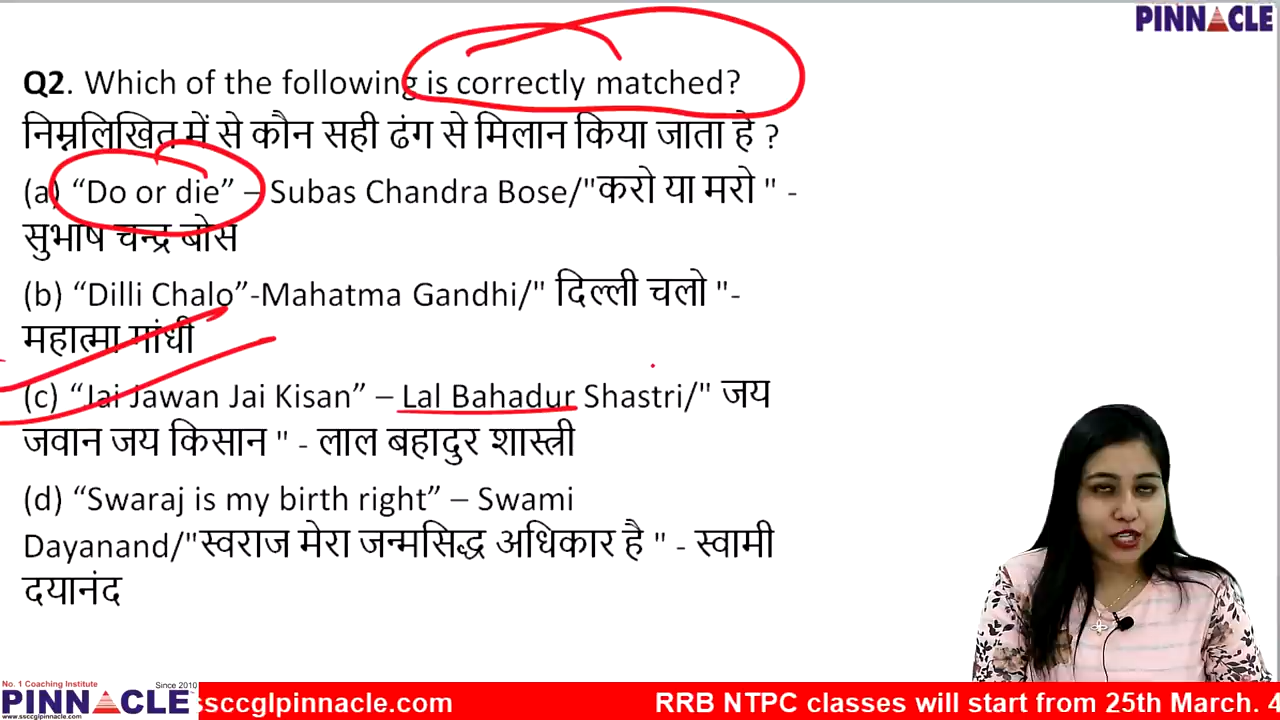 PINNACLE
Q2. Which of the following is correctly matched?
निम्नलिखित में से कौन सही ढंग से मिलान किया जाता है ?
(a) “Do or die” – Subas Chandra Bose/"करो या मरो " -
सुभाष चन्द्र बोस
(b) “Dilli Chalo”-Mahatma Gandhi/" दिल्ली चलो "-
महात्मा गांधी
(c) “Jai Jawan Jai Kisan” – Lal Bahadur Shastri/" जय
जवान जय किसान " - लाल बहादुर शास्त्री
(d) “Swaraj is my birth right” – Swami
Dayanand/"स्वराज मेरा जन्मसिद्ध अधिकार है " - स्वामी
दयानंद
No. 1 Coaching Institute
Since 2010
PINNACLE
www.ssccglpinnacle.com
ssccglpinnacle.com RRB NTPC classes will start from 25th March. 4